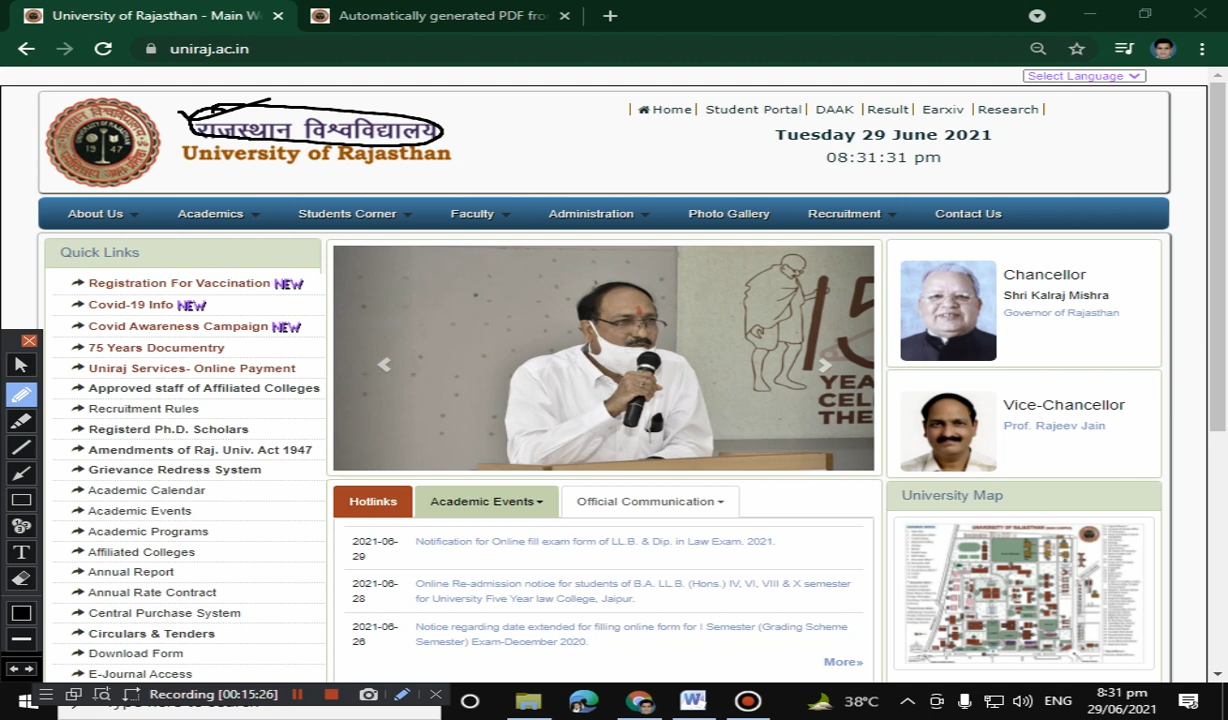 University of Rajasthan - Main W
Automatically generated PDF fro
uniraj.ac.in
Select Language
राजस्थान विश्वविद्यालय
University of Rajasthan
1947
| Home | Student Portal | DAAK | Result | Earxiv | Research |
Tuesday 29 June 2021
08:31:31 pm
About Us Academics Students Corner Faculty Administration Photo Gallery Recruitment Contact Us
Quick Links
Registration For Vaccination NEW
Covid-19 Info NEW
Covid Awareness Campaign NEW
75 Years Documentry
Uniraj Services- Online Payment
Approved staff of Affiliated Colleges
Recruitment Rules
Registerd Ph.D. Scholars
Amendments of Raj. Univ. Act 1947
Grievance Redress System
Academic Calendar
Academic Events
Academic Programs
Affiliated Colleges
Annual Report
Annual Rate Contract
Central Purchase System
Circulars & Tenders
Download Form
E-Journal Access
15
YEA
CEL
THE
Chancellor
Shri Kalraj Mishra
Governor of Rajasthan
Vice-Chancellor
Prof. Rajeev Jain
Hotlinks Academic Events Official Communication
2021-06-29 Notification for Online fill exam form of LL.B. & Dip. in Law Exam. 2021.
2021-06-28 Online Re-admission notice for students of B.A. LL.B. (Hons.) IV, VI, VIII & X semester
for University Five Year law College, Jaipur.
2021-06-26 Notice regarding date extended for filling online form for I Semester (Grading Scheme
Semester) Exam-December 2020.
More»
University Map
UNIVERSITY OF RAJASTHAN
T
Recording [00:15:26]
38°C
ENG
8:31 pm
29/06/2021